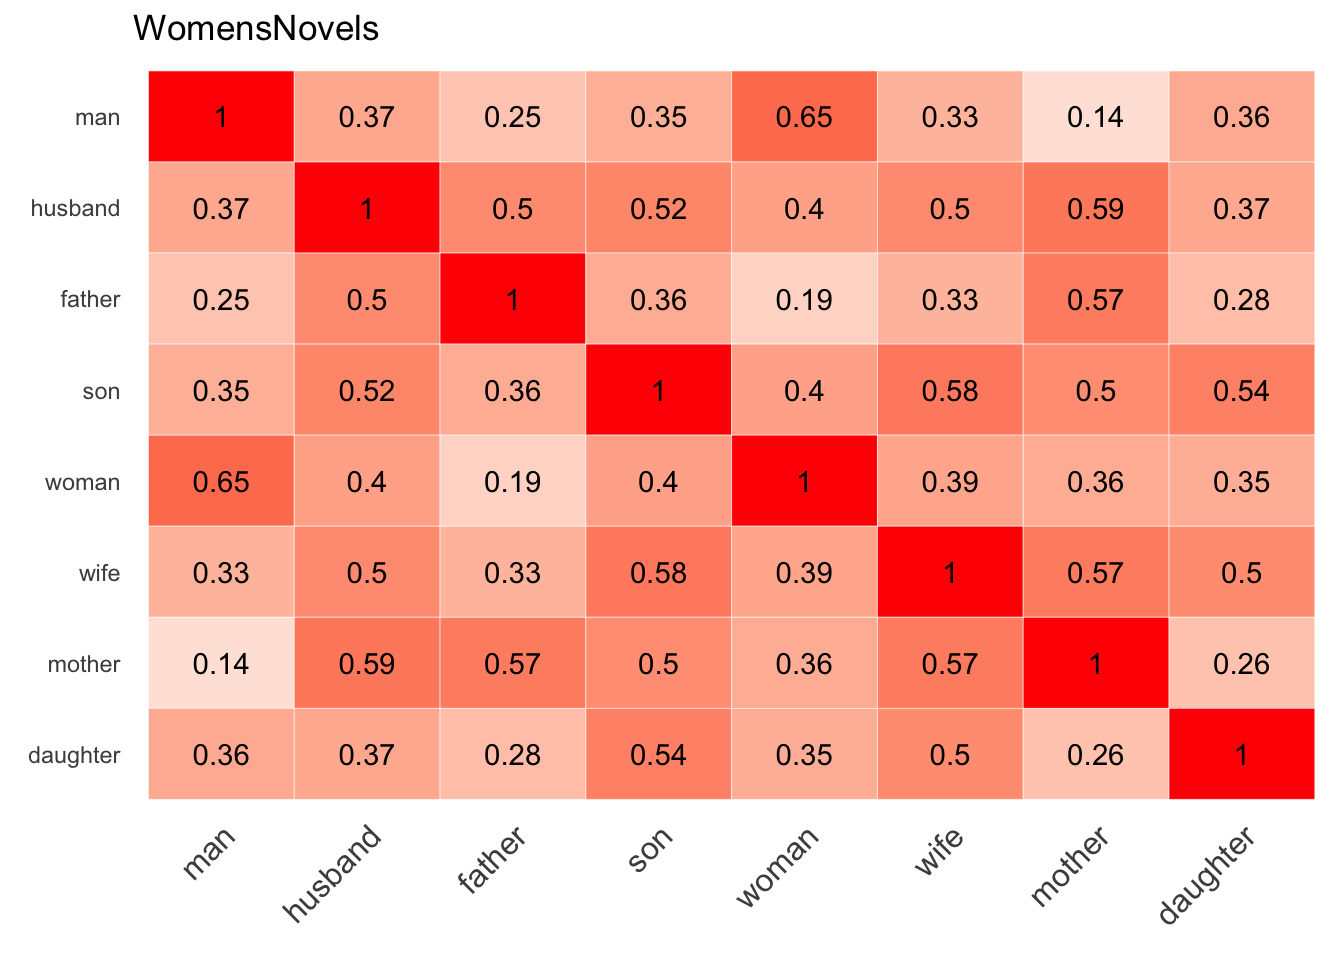 WomensNovels
man 1 0.37 0.25 0.35 0.65 0.33 0.14 0.36
husband 0.37 1 0.5 0.52 0.4 0.5 0.59 0.37
father 0.25 0.5 1 0.36 0.19 0.33 0.57 0.28
son 0.35 0.52 0.36 1 0.4 0.58 0.5 0.54
woman 0.65 0.4 0.19 0.4 1 0.39 0.36 0.35
wife 0.33 0.5 0.33 0.58 0.39 1 0.57 0.5
mother 0.14 0.59 0.57 0.5 0.36 0.57 1 0.26
daughter 0.36 0.37 0.28 0.54 0.35 0.5 0.26 1
man husband father son woman wife mother daughter